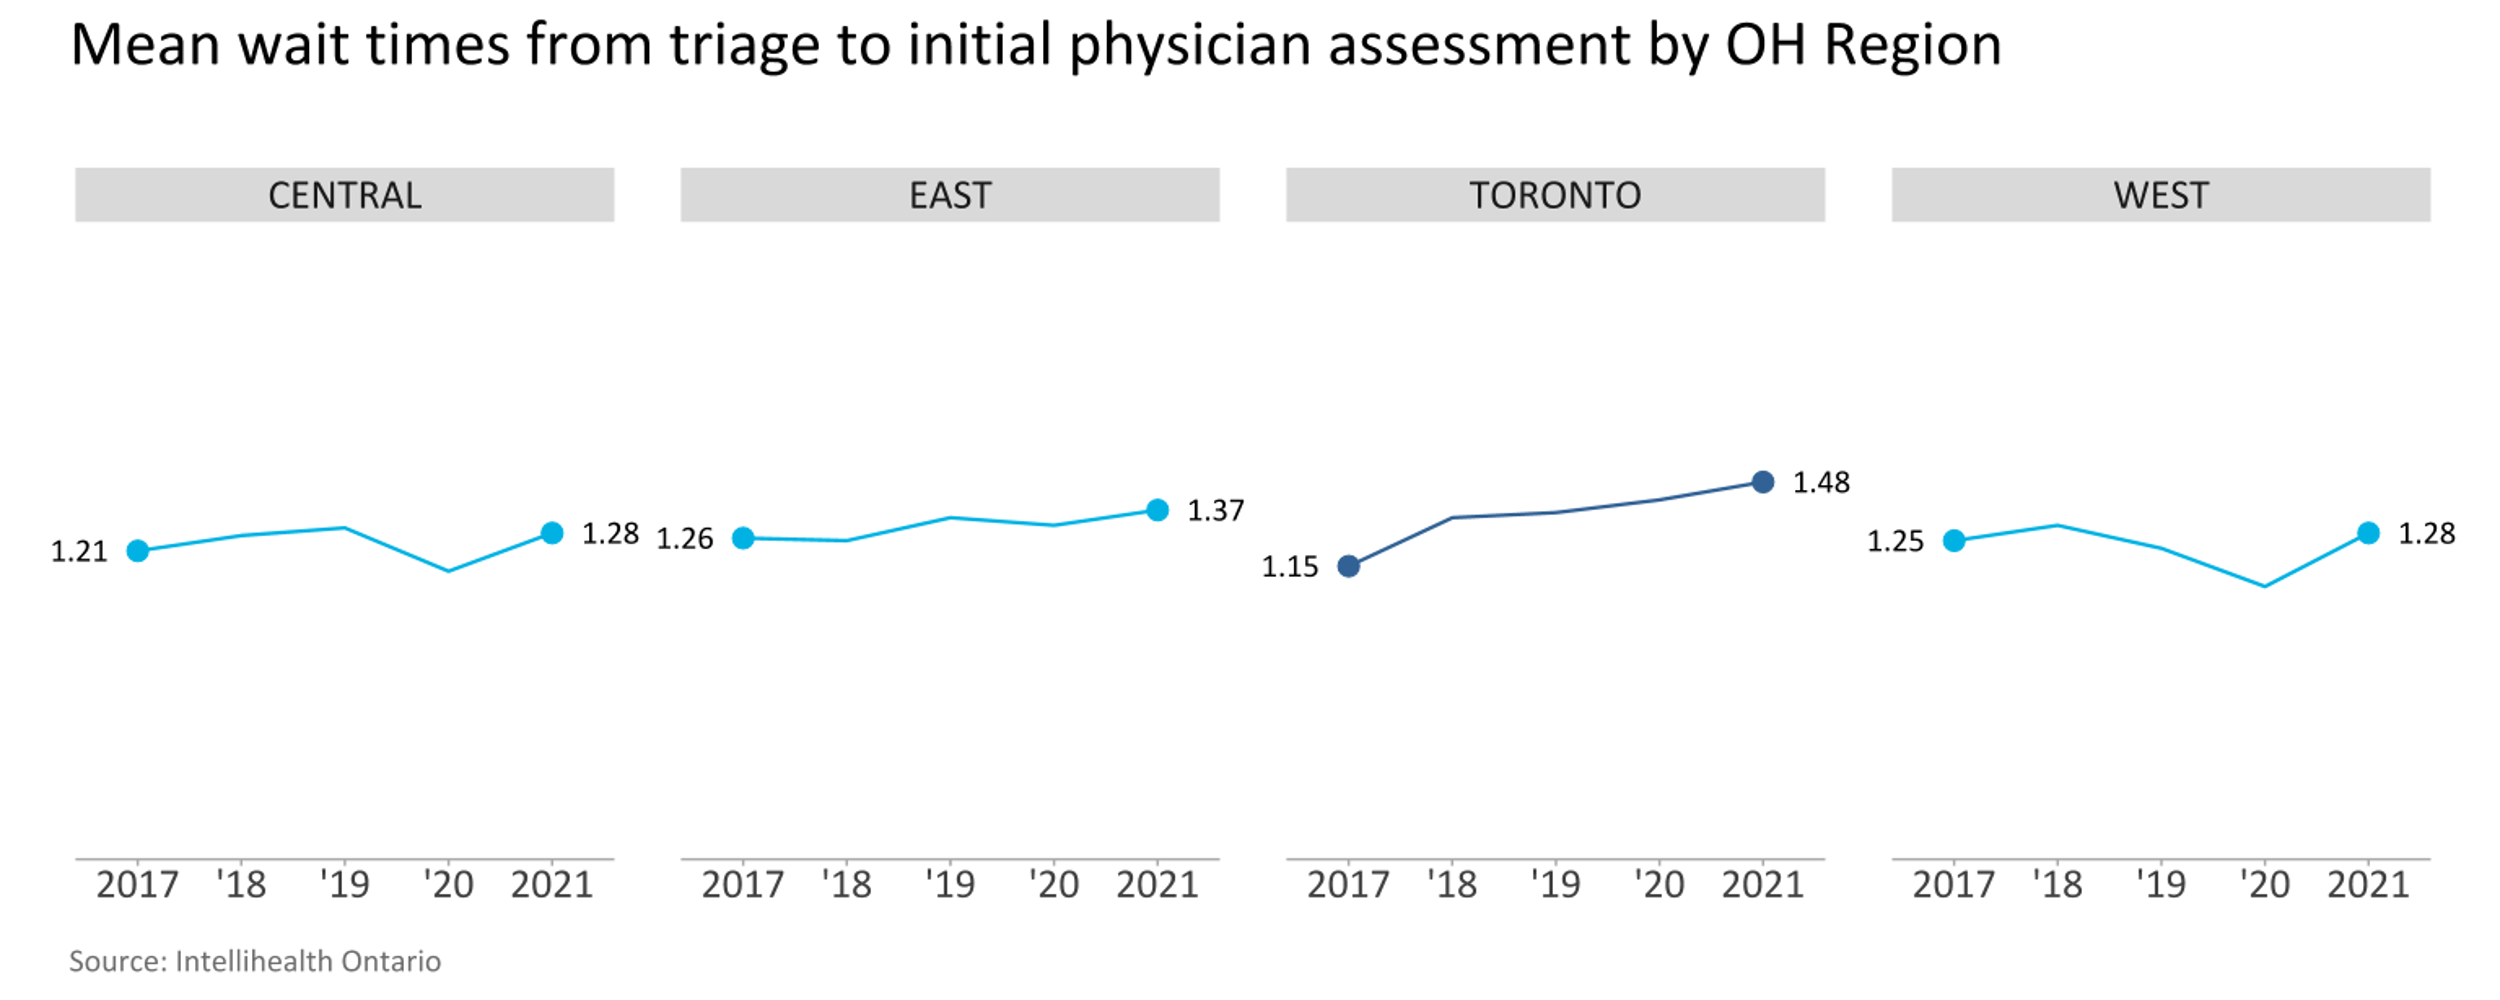 Mean wait times from triage to initial physician assessment by OH Region
CENTRAL
EAST
TORONTO
WEST
1.21
1.28
1.26
1.37
1.15
1.48
1.25
1.28
2017 '18 '19 '20 2021
2017 '18 '19 '20 2021
2017 '18 '19 '20 2021
2017 '18 '19 '20 2021
Source: Intellihealth Ontario